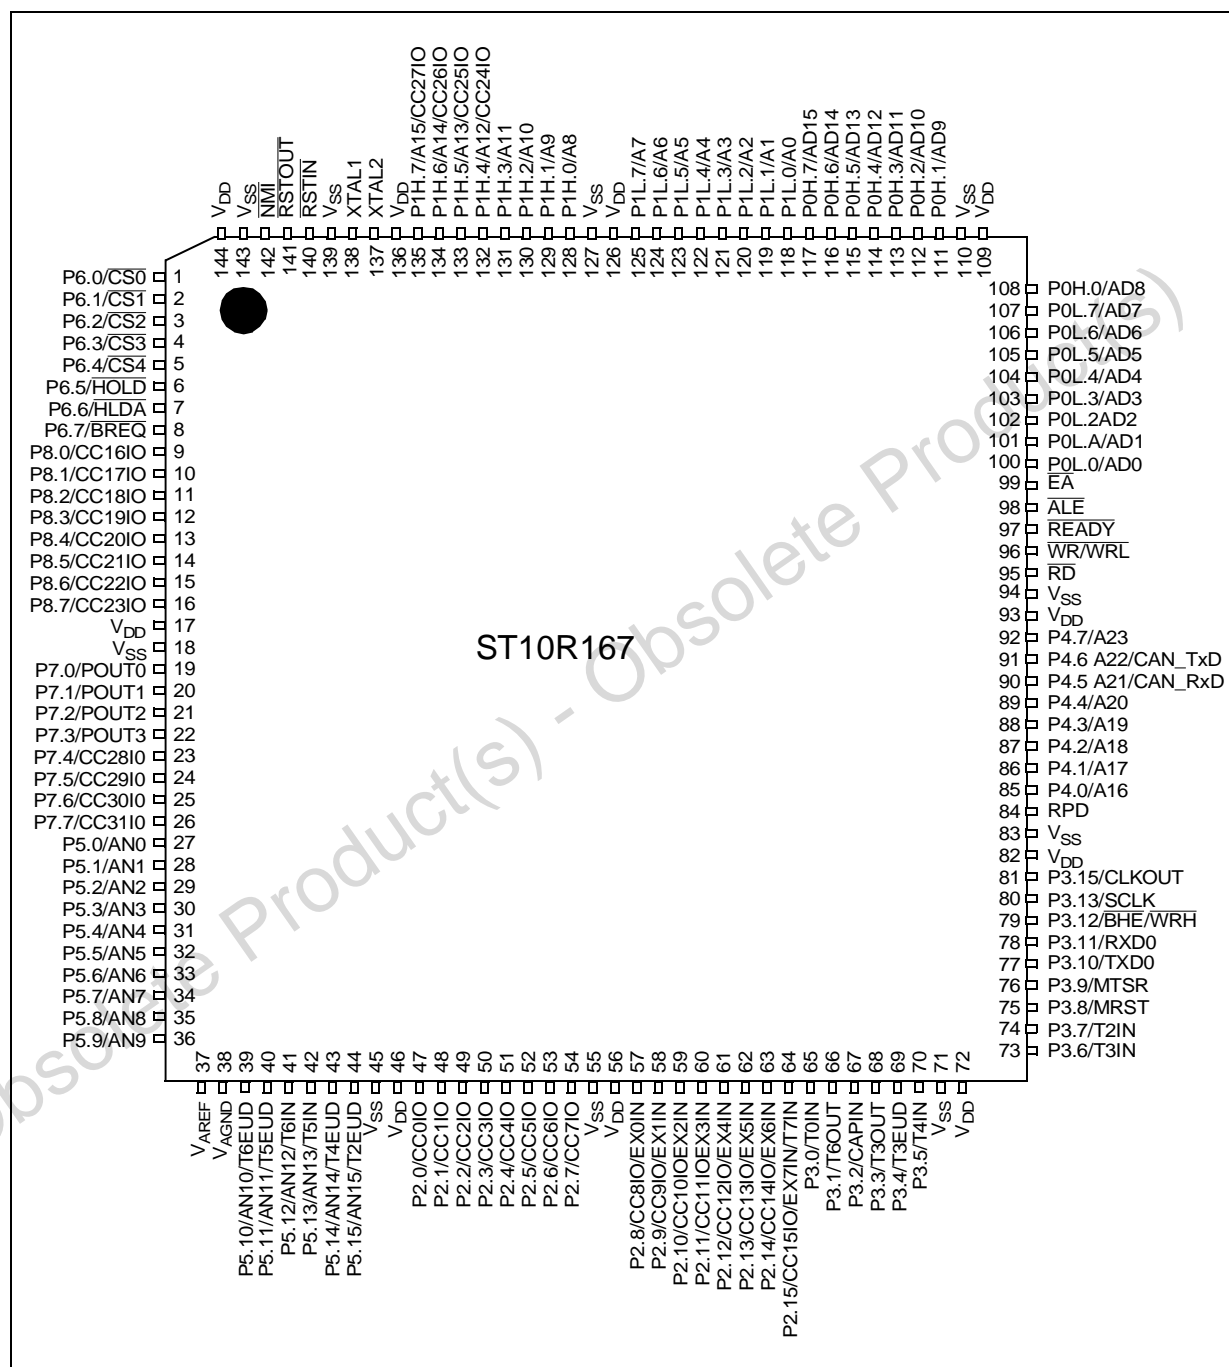 VDD
VSS
NMI
RSTOUT
RSTIN
VSS
XTAL1
XTAL2
VDD
P1H.7/A15/CC27IO
P1H.6/A14/CC26IO
P1H.5/A13/CC25IO
P1H.4/A12/CC24IO
P1H.3/A11
P1H.2/A10
P1H.1/A9
P1H.0/A8
VSS
VDD
P1L.7/A7
P1L.6/A6
P1L.5/A5
P1L.4/A4
P1L.3/A3
P1L.2/A2
P1L.1/A1
P1L.0/A0
P0H.7/AD15
P0H.6/AD14
P0H.5/AD13
P0H.4/AD12
P0H.3/AD11
P0H.2/AD10
P0H.1/AD9
VSS
VDD
144 143 142 141 140 139 138 137 136 135 134 133 132 131 130 129 128 127 126 125 124 123 122 121 120 119 118 117 116 115 114 113 112 111 110 109
P6.0/CS0 1
P6.1/CS1 2
P6.2/CS2 3
P6.3/CS3 4
P6.4/CS4 5
P6.5/HOLD 6
P6.6/HLDA 7
P6.7/BREQ 8
P8.0/CC16IO 9
P8.1/CC17IO 10
P8.2/CC18IO 11
P8.3/CC19IO 12
P8.4/CC20IO 13
P8.5/CC21IO 14
P8.6/CC22IO 15
P8.7/CC23IO 16
VDD 17
VSS 18
P7.0/POUT0 19
P7.1/POUT1 20
P7.2/POUT2 21
P7.3/POUT3 22
P7.4/CC28I0 23
P7.5/CC29I0 24
P7.6/CC30I0 25
P7.7/CC31I0 26
P5.0/AN0 27
P5.1/AN1 28
P5.2/AN2 29
P5.3/AN3 30
P5.4/AN4 31
P5.5/AN5 32
P5.6/AN6 33
P5.7/AN7 34
P5.8/AN8 35
P5.9/AN9 36
ST10R167
108 P0H.0/AD8
107 P0L.7/AD7
106 P0L.6/AD6
105 P0L.5/AD5
104 P0L.4/AD4
103 P0L.3/AD3
102 P0L.2AD2
101 P0L.A/AD1
100 P0L.0/AD0
99 EA
98 ALE
97 READY
96 WR/WRL
95 RD
94 VSS
93 VDD
92 P4.7/A23
91 P4.6 A22/CAN_TxD
90 P4.5 A21/CAN_RxD
89 P4.4/A20
88 P4.3/A19
87 P4.2/A18
86 P4.1/A17
85 P4.0/A16
84 RPD
83 VSS
82 VDD
81 P3.15/CLKOUT
80 P3.13/SCLK
79 P3.12/BHE/WRH
78 P3.11/RXD0
77 P3.10/TXD0
76 P3.9/MTSR
75 P3.8/MRST
74 P3.7/T2IN
73 P3.6/T3IN
37 38 39 40 41 42 43 44 45 46 47 48 49 50 51 52 53 54 55 56 57 58 59 60 61 62 63 64 65 66 67 68 69 70 71 72
VAREF
VAGND
P5.10/AN10/T6EUD
P5.11/AN11/T5EUD
P5.12/AN12/T6IN
P5.13/AN13/T5IN
P5.14/AN14/T4EUD
P5.15/AN15/T2EUD
VSS
VDD
P2.0/CC0IO
P2.1/CC1IO
P2.2/CC2IO
P2.3/CC3IO
P2.4/CC4IO
P2.5/CC5IO
P2.6/CC6IO
P2.7/CC7IO
VSS
VDD
P2.8/CC8IO/EX0IN
P2.9/CC9IO/EX1IN
P2.10/CC10IOEX2IN
P2.11/CC11IOEX3IN
P2.12/CC12IO/EX4IN
P2.13/CC13IO/EX5IN
P2.14/CC14IO/EX6IN
P2.15/CC15IO/EX7IN/T7IN
P3.0/T0IN
P3.1/T6OUT
P3.2/CAPIN
P3.3/T3OUT
P3.4/T3EUD
P3.5/T4IN
VSS
VDD
Obsolete Product(s) - Obsolete Product(s)